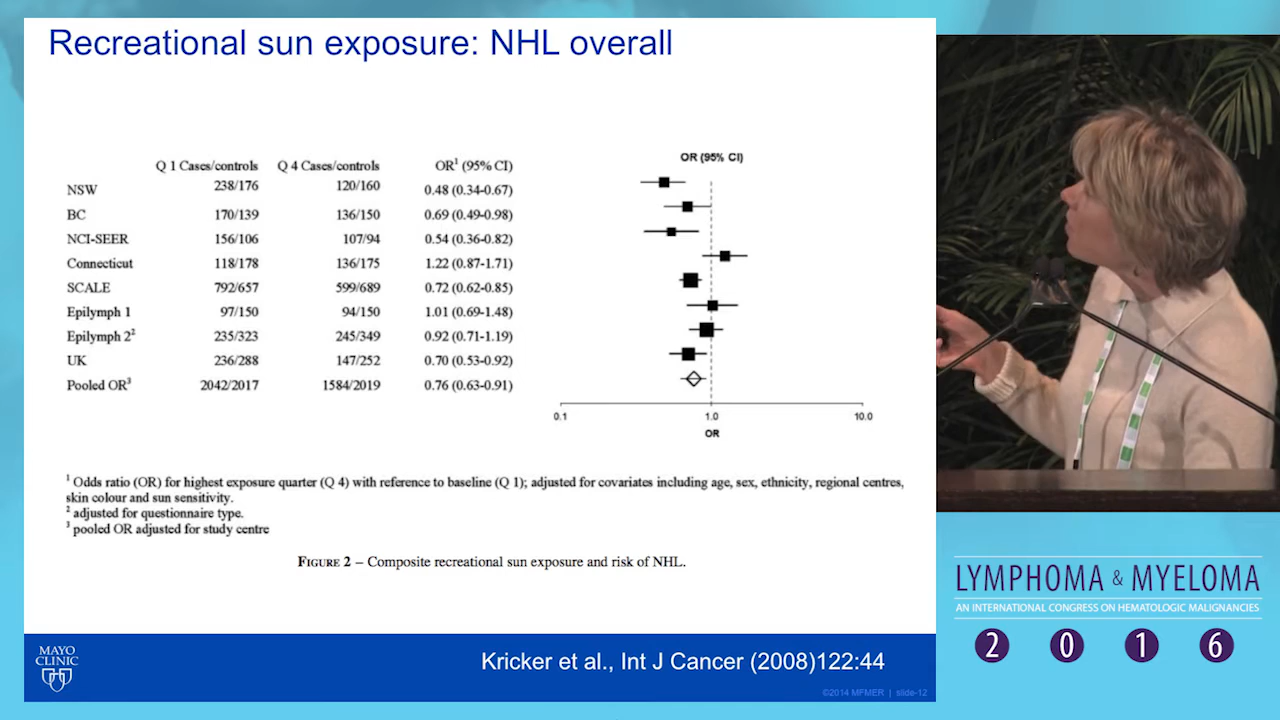 Recreational sun exposure: NHL overall
Q 1 Cases/controls Q 4 Cases/controls OR¹ (95% CI)
NSW 238/176 120/160 0.48 (0.34-0.67)
BC 170/139 136/150 0.69 (0.49-0.98)
NCI-SEER 156/106 107/94 0.54 (0.36-0.82)
Connecticut 118/178 136/175 1.22 (0.87-1.71)
SCALE 792/657 599/689 0.72 (0.62-0.85)
Epilymph 1 97/150 94/150 1.01 (0.69-1.48)
Epilymph 2² 235/323 245/349 0.92 (0.71-1.19)
UK 236/288 147/252 0.70 (0.53-0.92)
Pooled OR³ 2042/2017 1584/2019 0.76 (0.63-0.91)
OR (95% CI)
0.1 1.0 10.0
OR
¹ Odds ratio (OR) for highest exposure quarter (Q 4) with reference to baseline (Q 1); adjusted for covariates including age, sex, ethnicity, regional centres,
skin colour and sun sensitivity.
² adjusted for questionnaire type.
³ pooled OR adjusted for study centre
FIGURE 2 – Composite recreational sun exposure and risk of NHL.
MAYO
CLINIC
Kricker et al., Int J Cancer (2008)122:44
©2014 MFMER | slide-12
LYMPHOMA & MYELOMA
AN INTERNATIONAL CONGRESS ON HEMATOLOGIC MALIGNANCIES
2 0 1 6